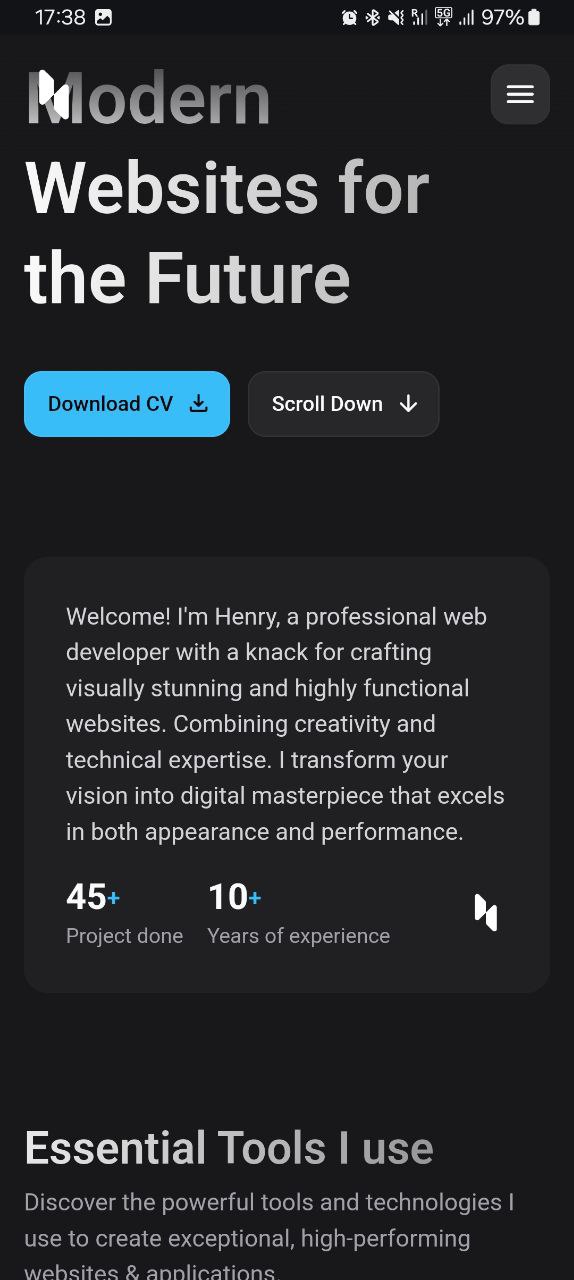 17:38
R
5G
97%
Modern
Websites for
the Future
Download CV
Scroll Down
Welcome! I'm Henry, a professional web
developer with a knack for crafting
visually stunning and highly functional
websites. Combining creativity and
technical expertise. I transform your
vision into digital masterpiece that excels
in both appearance and performance.
45+
10+
Project done
Years of experience
Essential Tools I use
Discover the powerful tools and technologies I
use to create exceptional, high-performing
websites & applications.